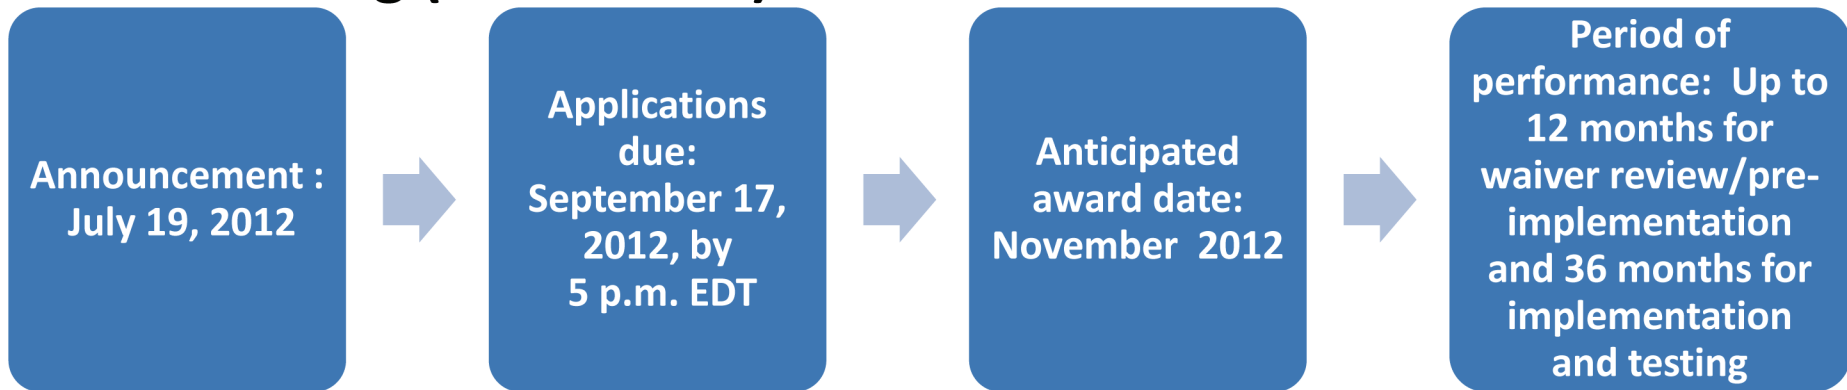 Announcement :
July 19, 2012
Applications
due:
September 17,
2012, by
5 p.m. EDT
Anticipated
award date:
November  2012
Period of
performance:  Up to
12 months for
waiver review/pre-
implementation
and 36 months for
implementation
and testing